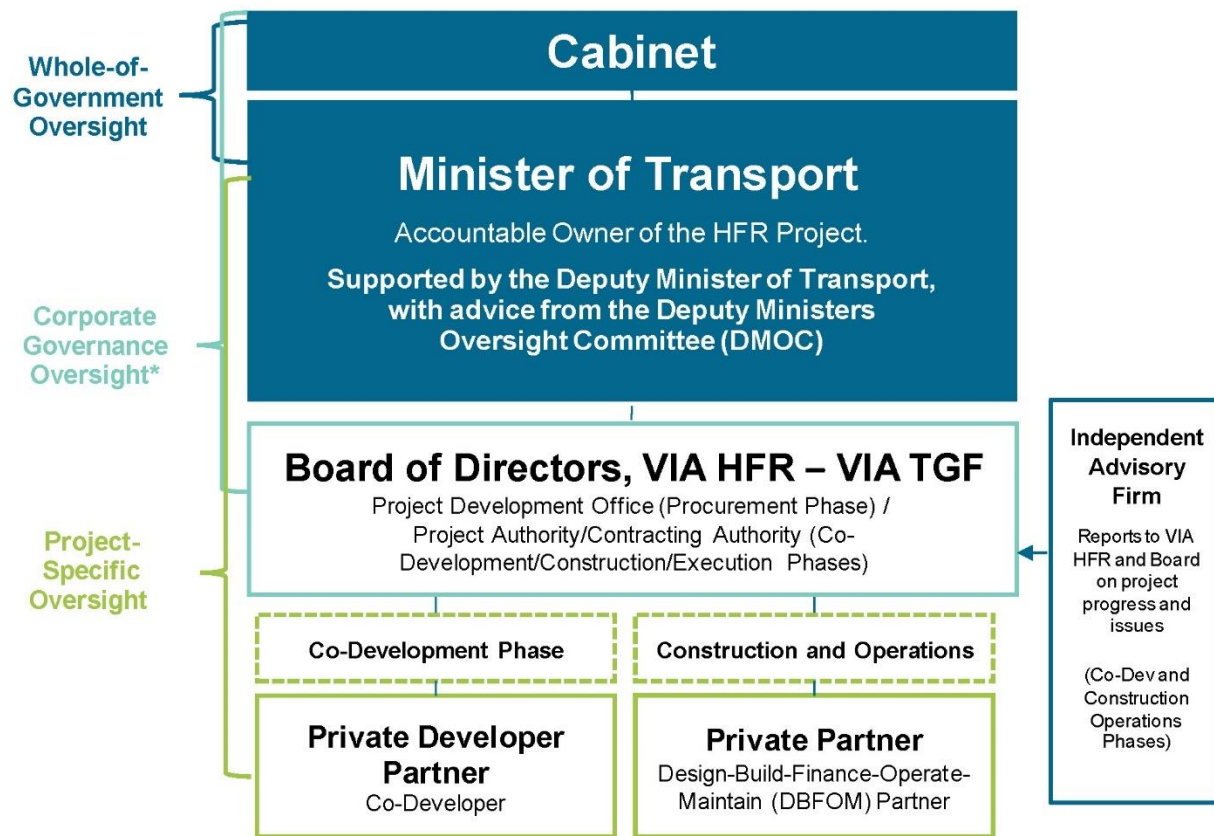 Whole-of-
Government
Oversight
Corporate
Governance
Oversight*
Project-
Specific
Oversight
Cabinet
Minister of Transport
Accountable Owner of the HFR Project.
Supported by the Deputy Minister of Transport,
with advice from the Deputy Ministers
Oversight Committee (DMOC)
Board of Directors, VIA HFR – VIA TGF
Project Development Office (Procurement Phase) /
Project Authority/Contracting Authority (Co-
Development/Construction/Execution Phases)
Co-Development Phase
Construction and Operations
Private Developer
Partner
Co-Developer
Private Partner
Design-Build-Finance-Operate-
Maintain (DBFOM) Partner
Independent
Advisory
Firm
Reports to VIA
HFR and Board
on project
progress and
issues
(Co-Dev and
Construction
Operations
Phases)